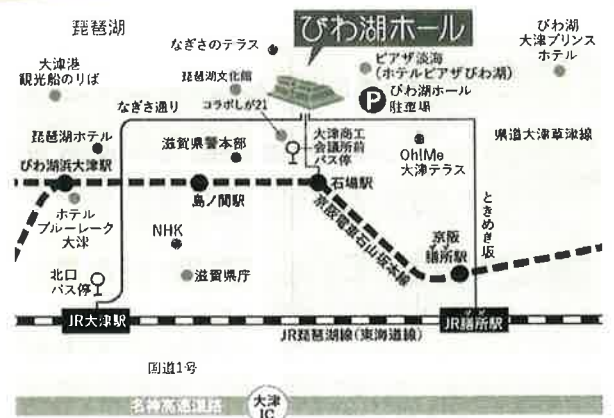 琵琶湖
びわ湖ホール
なぎさのテラス
びわ湖
大津プリンス
ホテル
大津港
観光船のりば
琵琶湖文化館
ピアザ淡海
(ホテルピアザびわ湖)
コラボしが21
P
びわ湖ホール
駐車場
なぎさ通り
琵琶湖ホテル
滋賀県警本部
大津商工
会議所前
バス停
Oh!Me
大津テラス
県道大津草津線
びわ湖浜大津駅
島ノ関駅
石場駅
ときめき坂
ホテル
ブルーレーク
大津
NHK
京阪電車石山坂本線
京阪
膳所駅
北口
バス停
滋賀県庁
JR大津駅
JR琵琶湖線(東海道線)
JR膳所駅
国道1号
名神高速道路
大津
IC